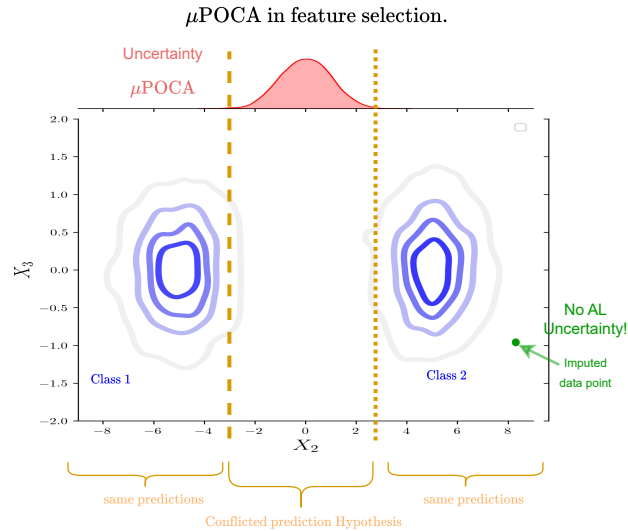 μPOCA in feature selection.
Uncertainty
μPOCA
2.0
1.5
1.0
0.5
0.0
−0.5
−1.0
−1.5
−2.0
X3
Class 1
Class 2
No AL
Uncertainty!
Imputed
data point
−8 −6 −4 −2 0 2 4 6 8
X2
same predictions
same predictions
Conflicted prediction Hypothesis